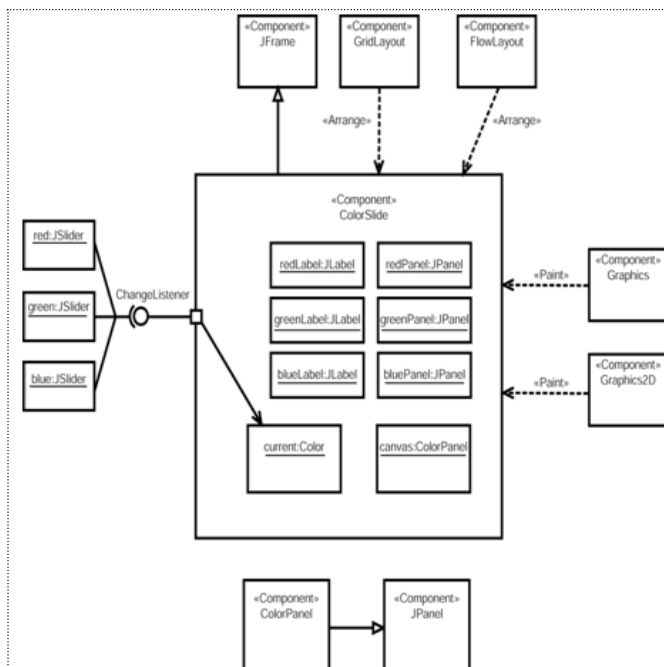 «Component»
JFrame
«Component»
GridLayout
«Component»
FlowLayout
«Arrange»
«Arrange»
«Component»
ColorSlide
red:JSlider
green:JSlider
blue:JSlider
ChangeListener
redLabel:JLabel
redPanel:JPanel
greenLabel:JLabel
greenPanel:JPanel
blueLabel:JLabel
bluePanel:JPanel
current:Color
canvas:ColorPanel
«Paint»
«Component»
Graphics
«Paint»
«Component»
Graphics2D
«Component»
ColorPanel
«Component»
JPanel